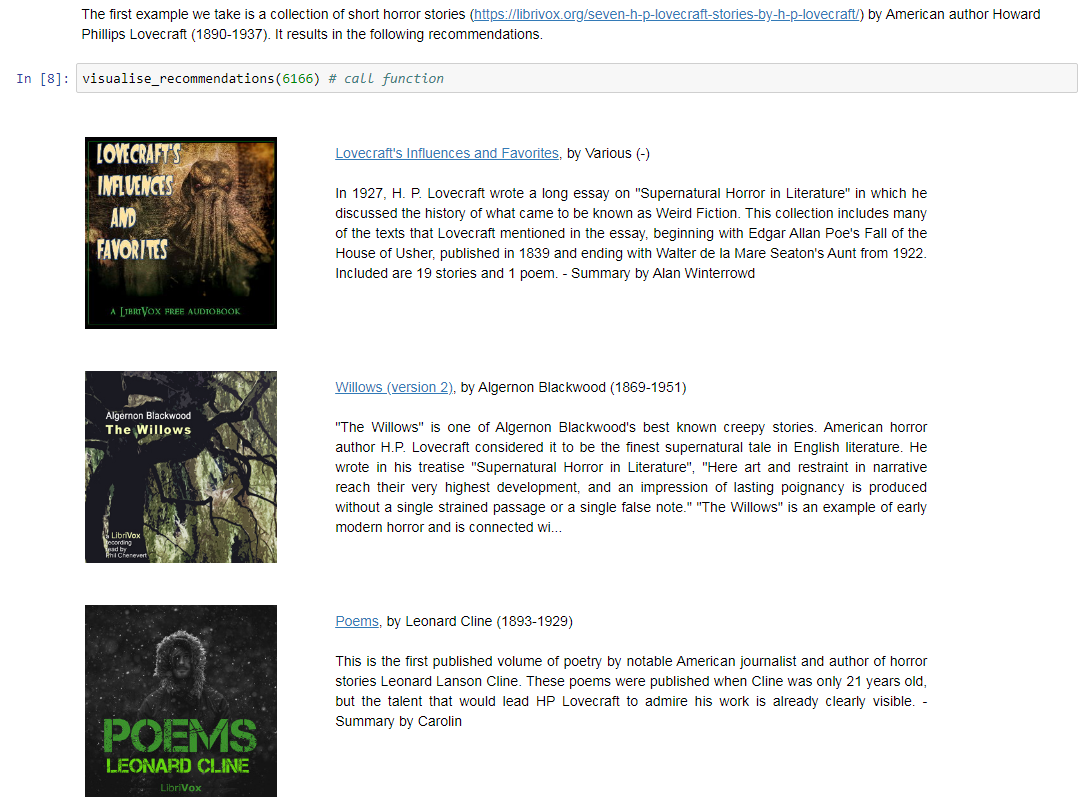 The first example we take is a collection of short horror stories (https://librivox.org/seven-h-p-lovecraft-stories-by-h-p-lovecraft/) by American author Howard
Phillips Lovecraft (1890-1937). It results in the following recommendations.
In [8]: visualise_recommendations(6166) # call function
LOVECRAFT'S
INFLUENCES
AND
FAVORITES
A LIBRIVOX FREE AUDIOBOOK
Lovecraft's Influences and Favorites, by Various (-)
In 1927, H. P. Lovecraft wrote a long essay on "Supernatural Horror in Literature" in which he
discussed the history of what came to be known as Weird Fiction. This collection includes many
of the texts that Lovecraft mentioned in the essay, beginning with Edgar Allan Poe's Fall of the
House of Usher, published in 1839 and ending with Walter de la Mare Seaton's Aunt from 1922.
Included are 19 stories and 1 poem. - Summary by Alan Winterrowd
Algernon Blackwood
The Willows
a LibriVox
recording
read by
Phil Chenevert
Willows (version 2), by Algernon Blackwood (1869-1951)
"The Willows" is one of Algernon Blackwood's best known creepy stories. American horror
author H.P. Lovecraft considered it to be the finest supernatural tale in English literature. He
wrote in his treatise "Supernatural Horror in Literature", "Here art and restraint in narrative
reach their very highest development, and an impression of lasting poignancy is produced
without a single strained passage or a single false note." "The Willows" is an example of early
modern horror and is connected wi...
POEMS
LEONARD CLINE
LibriVox
Poems, by Leonard Cline (1893-1929)
This is the first published volume of poetry by notable American journalist and author of horror
stories Leonard Lanson Cline. These poems were published when Cline was only 21 years old,
but the talent that would lead HP Lovecraft to admire his work is already clearly visible. -
Summary by Carolin